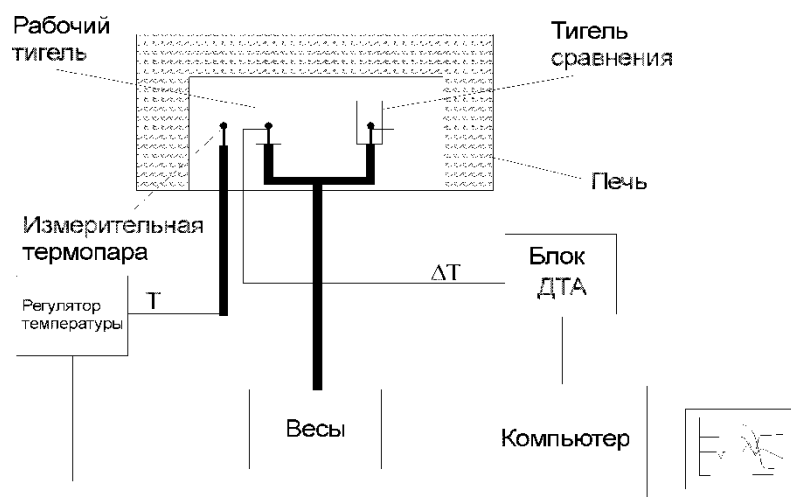 Рабочий
тигель
Тигель
сравнения
Печь
Измерительная
термопара
Регулятор
температуры
T
ΔT
Блок
ДТА
Весы
Компьютер